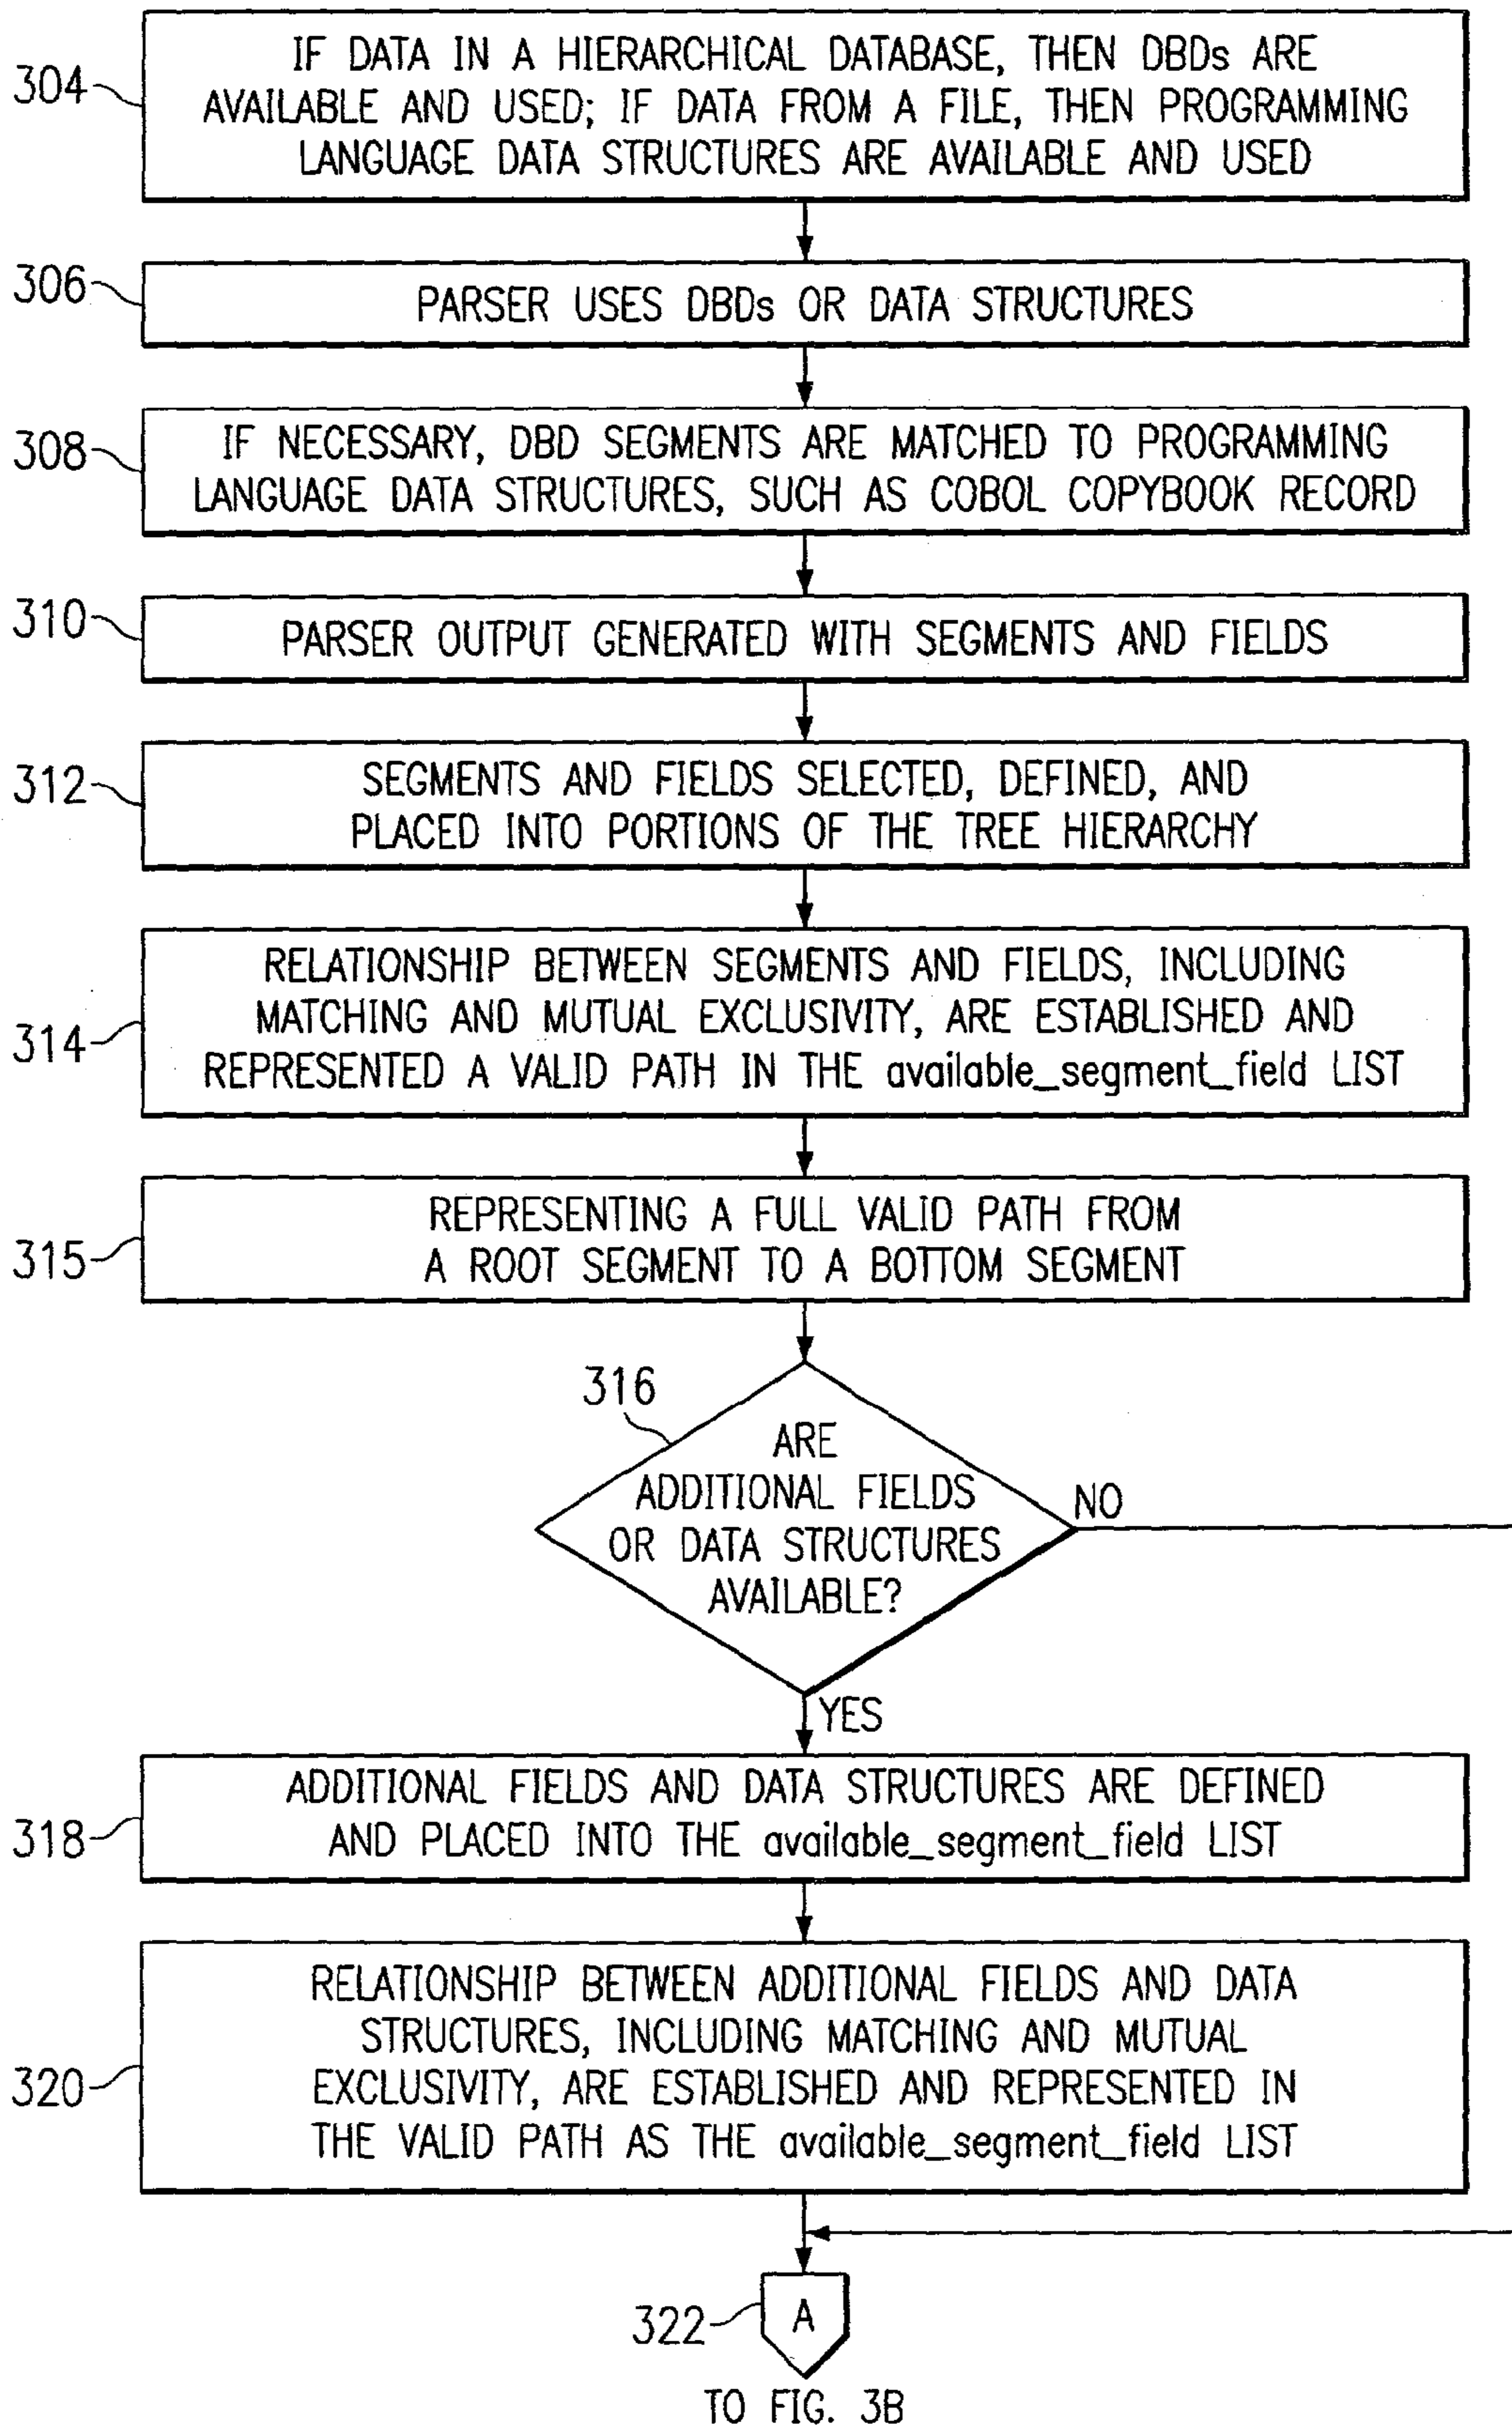 304
IF DATA IN A HIERARCHICAL DATABASE, THEN DBDs ARE
AVAILABLE AND USED; IF DATA FROM A FILE, THEN PROGRAMMING
LANGUAGE DATA STRUCTURES ARE AVAILABLE AND USED
306
PARSER USES DBDs OR DATA STRUCTURES
308
IF NECESSARY, DBD SEGMENTS ARE MATCHED TO PROGRAMMING
LANGUAGE DATA STRUCTURES, SUCH AS COBOL COPYBOOK RECORD
310
PARSER OUTPUT GENERATED WITH SEGMENTS AND FIELDS
312
SEGMENTS AND FIELDS SELECTED, DEFINED, AND
PLACED INTO PORTIONS OF THE TREE HIERARCHY
314
RELATIONSHIP BETWEEN SEGMENTS AND FIELDS, INCLUDING
MATCHING AND MUTUAL EXCLUSIVITY, ARE ESTABLISHED AND
REPRESENTED A VALID PATH IN THE available_segment_field LIST
315
REPRESENTING A FULL VALID PATH FROM
A ROOT SEGMENT TO A BOTTOM SEGMENT
316
ARE
ADDITIONAL FIELDS
OR DATA STRUCTURES
AVAILABLE?
NO
YES
318
ADDITIONAL FIELDS AND DATA STRUCTURES ARE DEFINED
AND PLACED INTO THE available_segment_field LIST
320
RELATIONSHIP BETWEEN ADDITIONAL FIELDS AND DATA
STRUCTURES, INCLUDING MATCHING AND MUTUAL
EXCLUSIVITY, ARE ESTABLISHED AND REPRESENTED IN
THE VALID PATH AS THE available_segment_field LIST
322
A
TO FIG. 3B